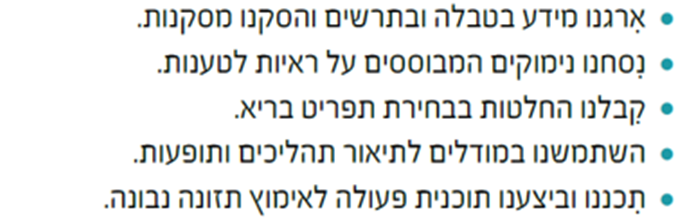 • אִרגנו מידע בטבלה ובתרשים והסקנו מסקנות.
• נִסחנו נימוקים המבוססים על ראיות לטענות.
• קִבלנו החלטות בבחירת תפריט בריא.
• השתמשנו במודלים לתיאור תהליכים ותופעות.
• תִכננו וביצענו תוכנית פעולה לאימוץ תזונה נבונה.